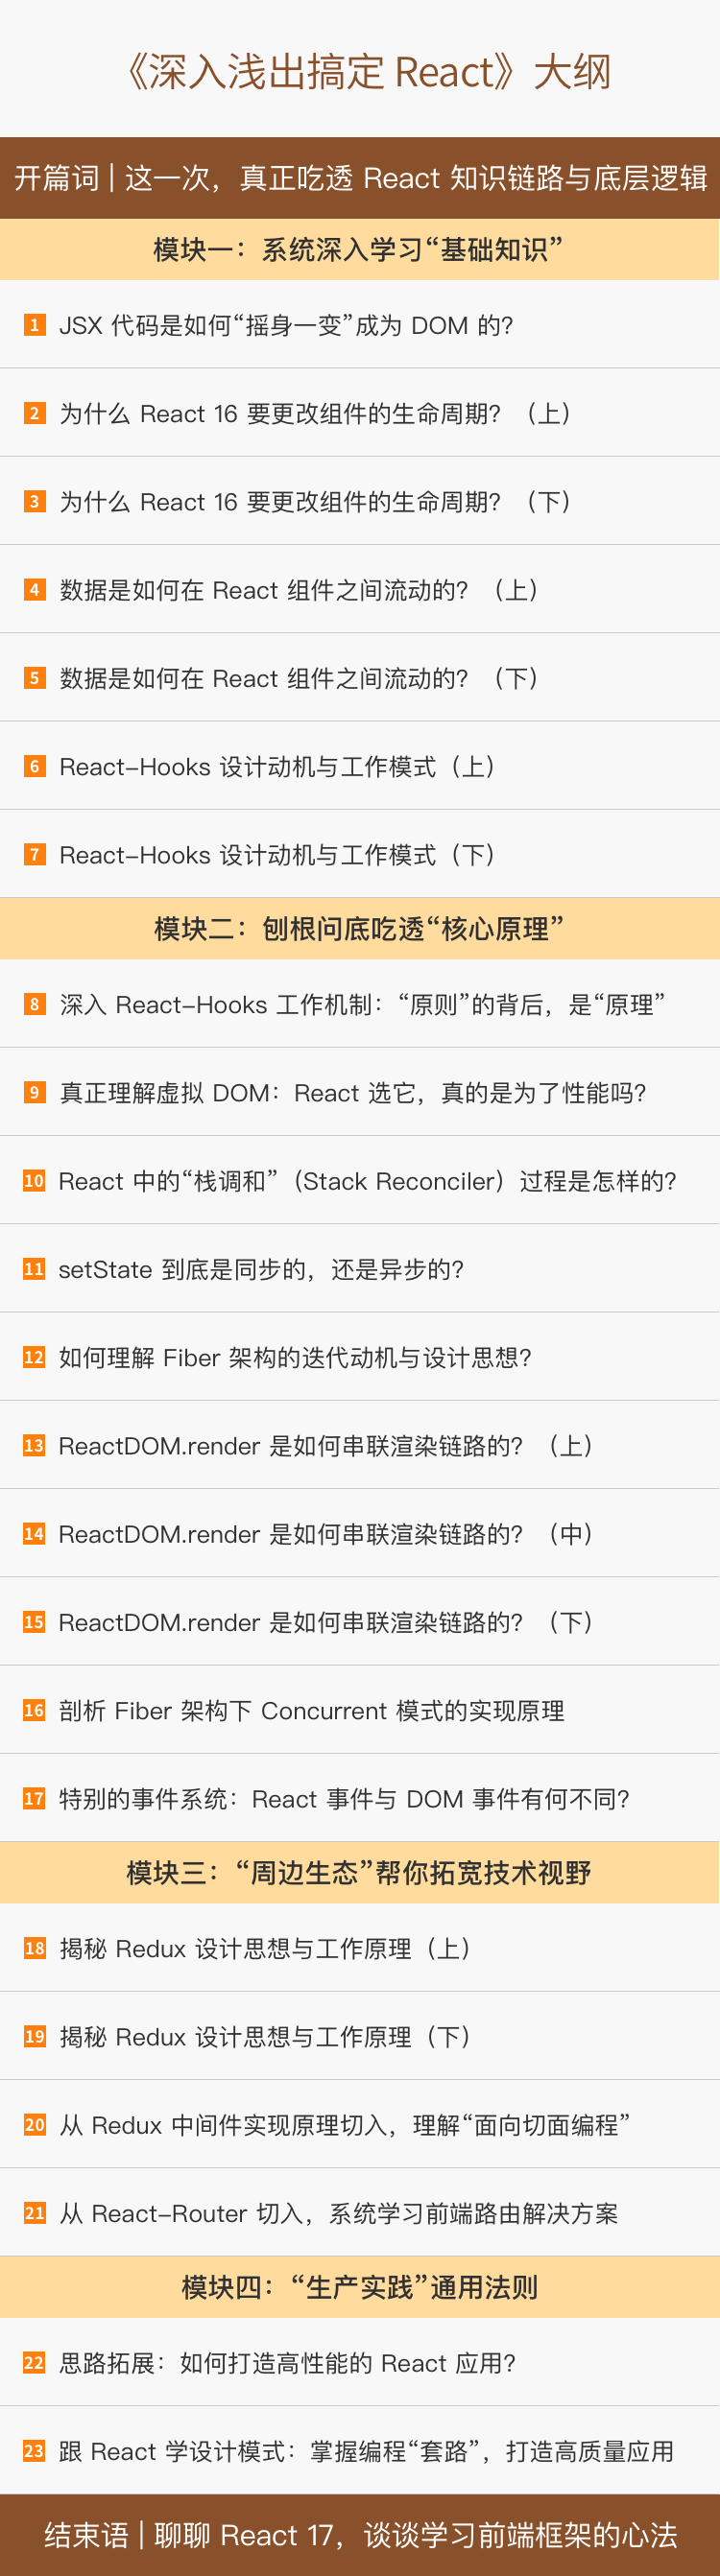 《深入浅出搞定 React》大纲
开篇词 | 这一次，真正吃透 React 知识链路与底层逻辑
模块一：系统深入学习“基础知识”
1 JSX 代码是如何“摇身一变”成为 DOM 的？
2 为什么 React 16 要更改组件的生命周期？（上）
3 为什么 React 16 要更改组件的生命周期？（下）
4 数据是如何在 React 组件之间流动的？（上）
5 数据是如何在 React 组件之间流动的？（下）
6 React-Hooks 设计动机与工作模式（上）
7 React-Hooks 设计动机与工作模式（下）
模块二：刨根问底吃透“核心原理”
8 深入 React-Hooks 工作机制：“原则”的背后，是“原理”
9 真正理解虚拟 DOM：React 选它，真的是为了性能吗？
10 React 中的“栈调和”（Stack Reconciler）过程是怎样的？
11 setState 到底是同步的，还是异步的？
12 如何理解 Fiber 架构的迭代动机与设计思想？
13 ReactDOM.render 是如何串联渲染链路的？（上）
14 ReactDOM.render 是如何串联渲染链路的？（中）
15 ReactDOM.render 是如何串联渲染链路的？（下）
16 剖析 Fiber 架构下 Concurrent 模式的实现原理
17 特别的事件系统：React 事件与 DOM 事件有何不同？
模块三：“周边生态”帮你拓宽技术视野
18 揭秘 Redux 设计思想与工作原理（上）
19 揭秘 Redux 设计思想与工作原理（下）
20 从 Redux 中间件实现原理切入，理解“面向切面编程”
21 从 React-Router 切入，系统学习前端路由解决方案
模块四：“生产实践”通用法则
22 思路拓展：如何打造高性能的 React 应用？
23 跟 React 学设计模式：掌握编程“套路”，打造高质量应用
结束语 | 聊聊 React 17，谈谈学习前端框架的心法